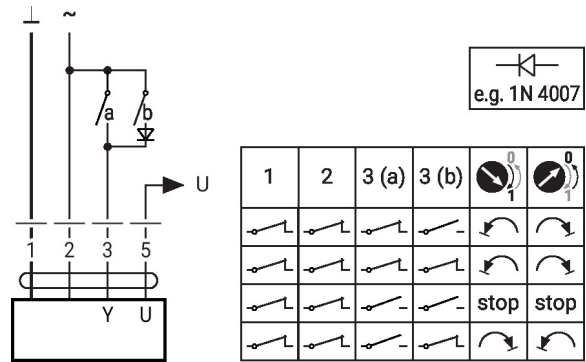 ⊥ ~
a b
U
1 2 3 5
Y U
e.g. 1N 4007
1 2 3 (a) 3 (b) 0 1 0 1
stop stop